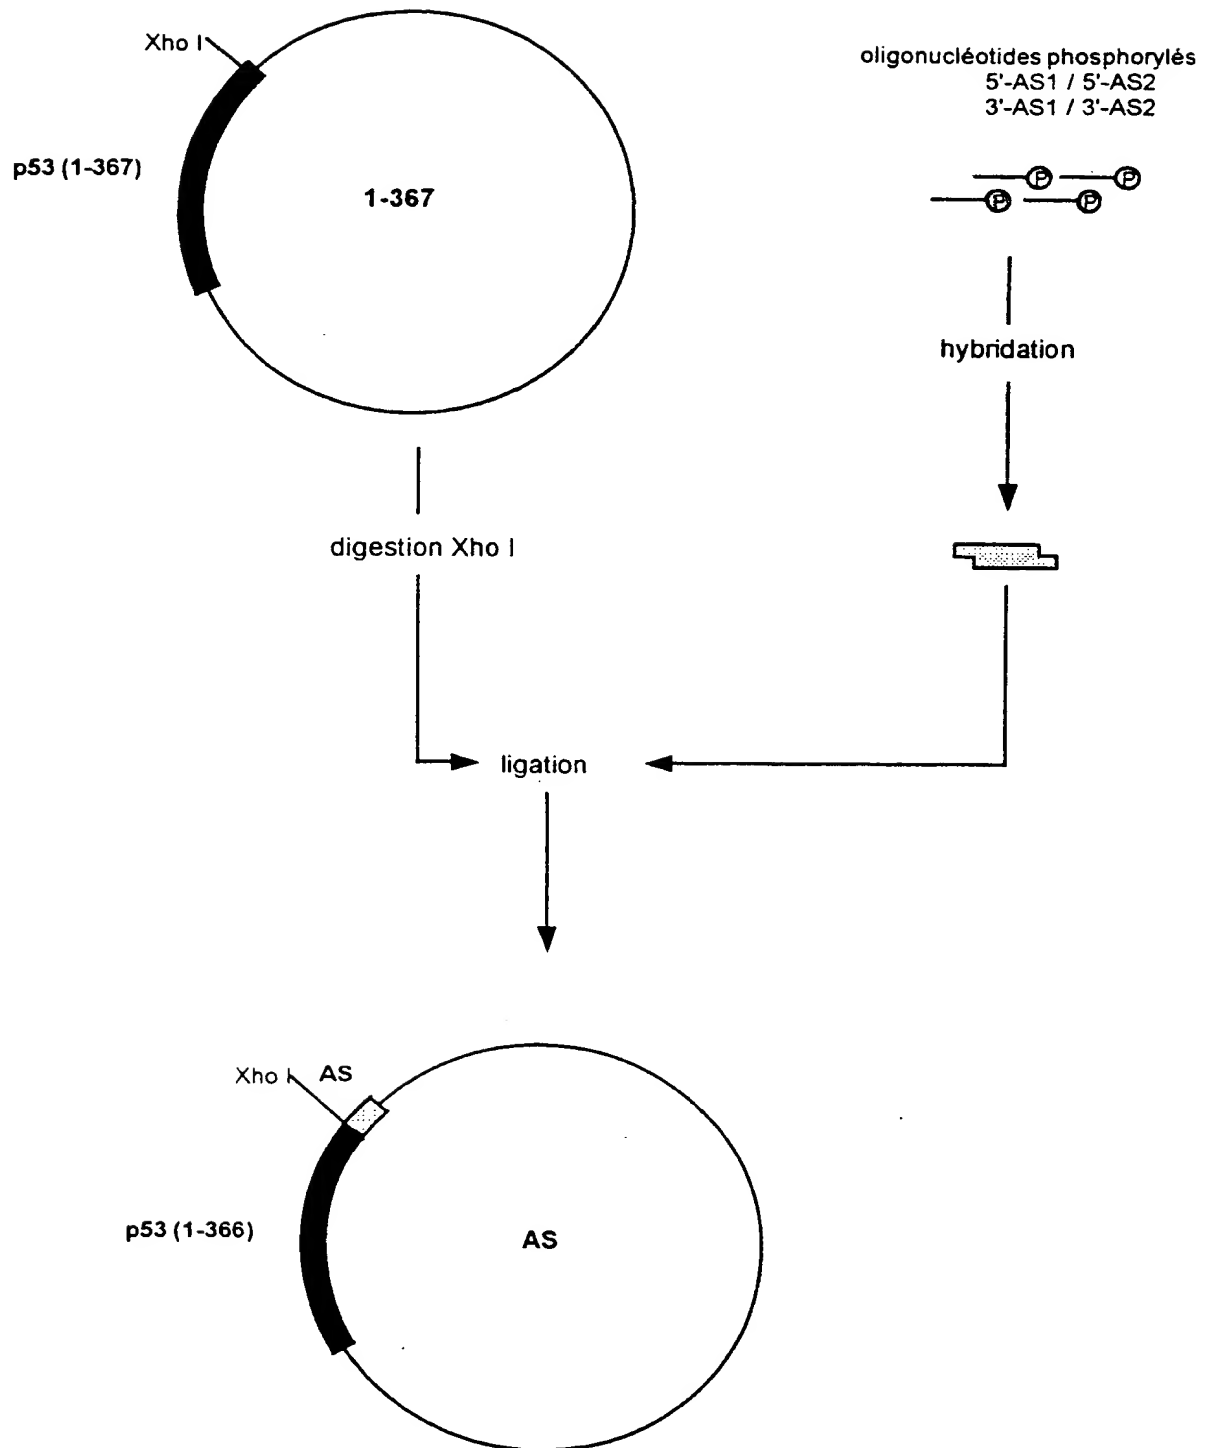 Xho I
p53 (1-367)
1-367
oligonucléotides phosphorylés
5'-AS1 / 5'-AS2
3'-AS1 / 3'-AS2
P P
P P
hybridation
digestion Xho I
ligation
Xho I
AS
p53 (1-366)
AS